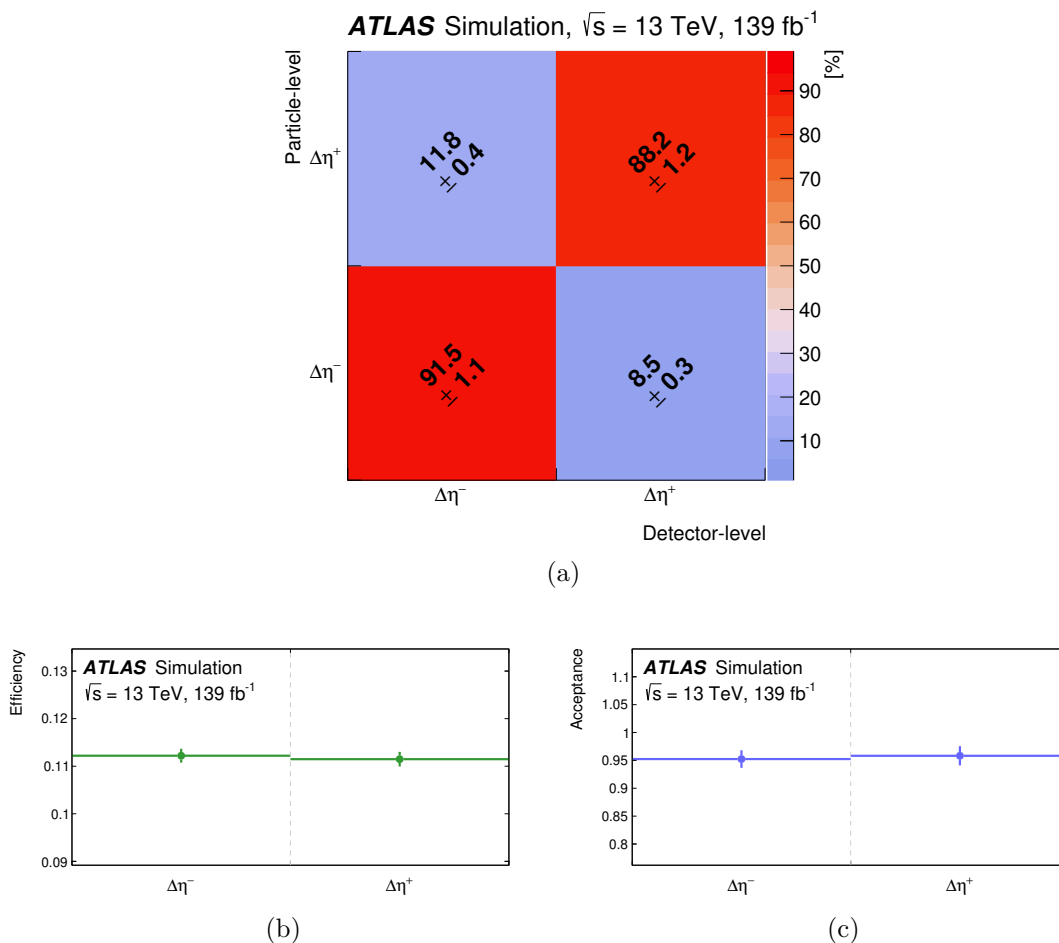 ATLAS Simulation, √s = 13 TeV, 139 fb⁻¹
Particle-level
[%]
Δη⁺
Δη⁻
11.8
± 0.4
88.2
± 1.2
91.5
± 1.1
8.5
± 0.3
90
80
70
60
50
40
30
20
10
Δη⁻ Δη⁺
Detector-level
(a)
Efficiency
ATLAS Simulation
√s = 13 TeV, 139 fb⁻¹
0.13
0.12
0.11
0.1
0.09
Δη⁻ Δη⁺
(b)
Acceptance
ATLAS Simulation
√s = 13 TeV, 139 fb⁻¹
1.1
1.05
1
0.95
0.9
0.85
0.8
Δη⁻ Δη⁺
(c)